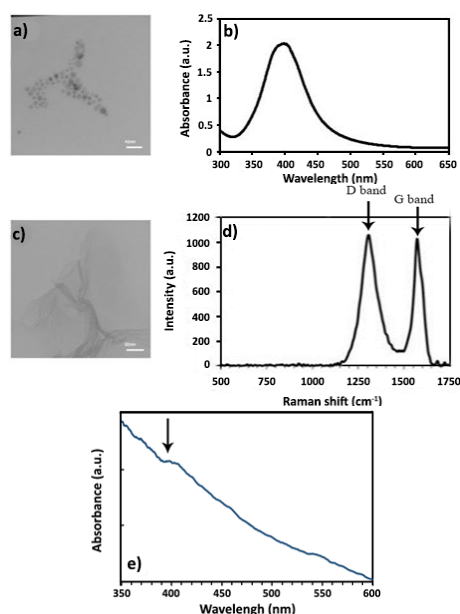 a)
b)
2.5
2
1.5
1
0.5
0
Absorbance (a.u.)
300 350 400 450 500 550 600 650
Wavelength (nm)
D band
G band
c)
d)
1200
1000
800
600
400
200
0
Intensity (a.u.)
500 750 1000 1250 1500 1750
Raman shift (cm⁻¹)
e)
Absorbance (a.u.)
350 400 450 500 550 600
Wavelengh (nm)